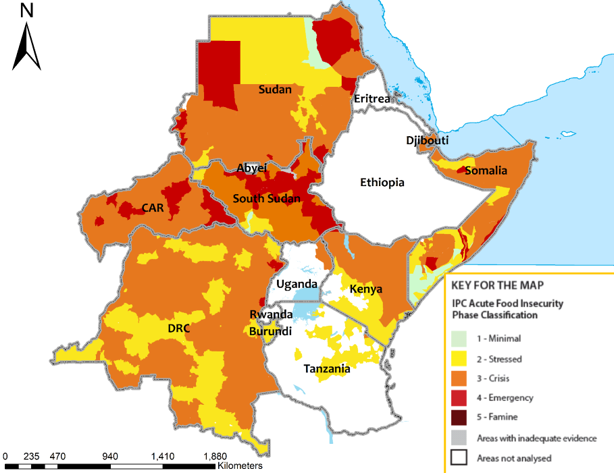 N
Sudan
Eritrea
Djibouti
Abyei
Ethiopia
Somalia
South Sudan
CAR
Uganda
Kenya
Rwanda
Burundi
DRC
Tanzania
KEY FOR THE MAP
IPC Acute Food Insecurity
Phase Classification
1 - Minimal
2 - Stressed
3 - Crisis
4 - Emergency
5 - Famine
Areas with inadequate evidence
Areas not analysed
0 235 470 940 1,410 1,880
Kilometers